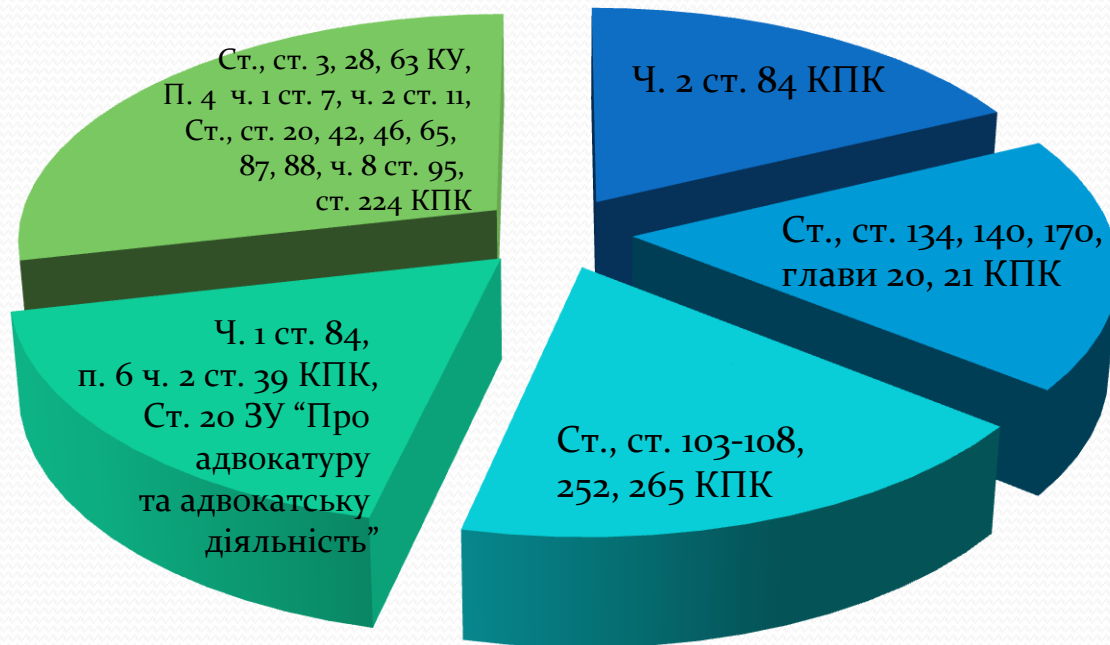 Ст., ст. 3, 28, 63 КУ,
П. 4 ч. 1 ст. 7, ч. 2 ст. 11,
Ст., ст. 20, 42, 46, 65,
87, 88, ч. 8 ст. 95,
ст. 224 КПК
Ч. 2 ст. 84 КПК
Ст., ст. 134, 140, 170,
глави 20, 21 КПК
Ст., ст. 103-108,
252, 265 КПК
Ч. 1 ст. 84,
п. 6 ч. 2 ст. 39 КПК,
Ст. 20 ЗУ “Про
адвокатуру
та адвокатську
діяльність”